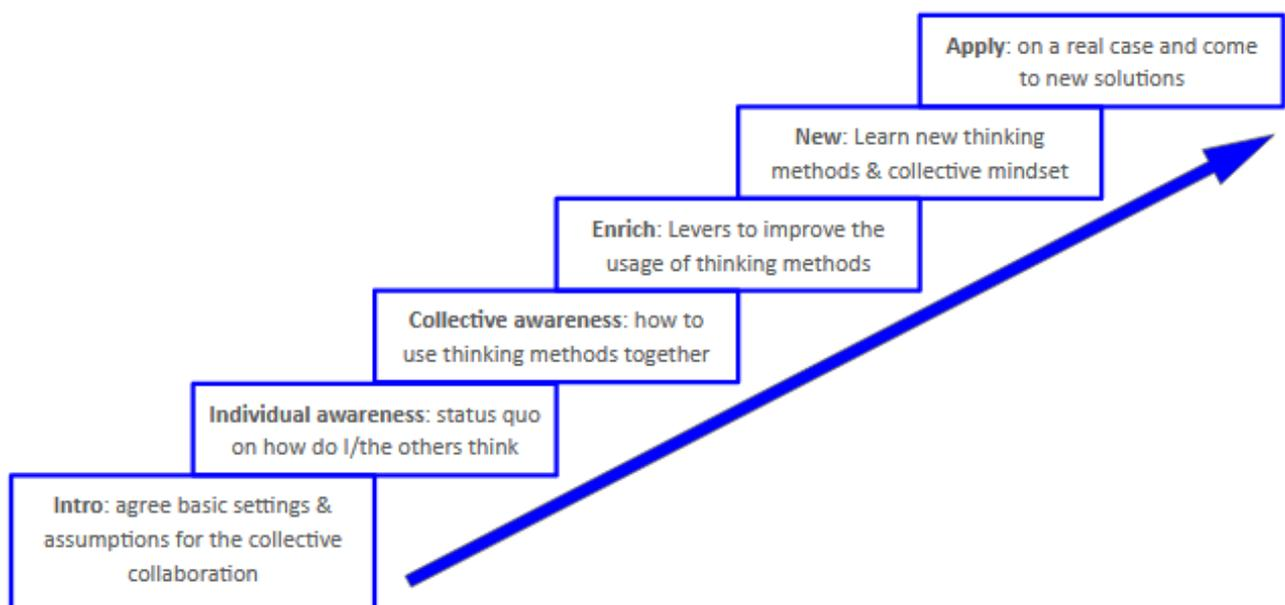 Apply: on a real case and come
to new solutions
New: Learn new thinking
methods & collective mindset
Enrich: Levers to improve the
usage of thinking methods
Collective awareness: how to
use thinking methods together
Individual awareness: status quo
on how do I/the others think
Intro: agree basic settings &
assumptions for the collective
collaboration